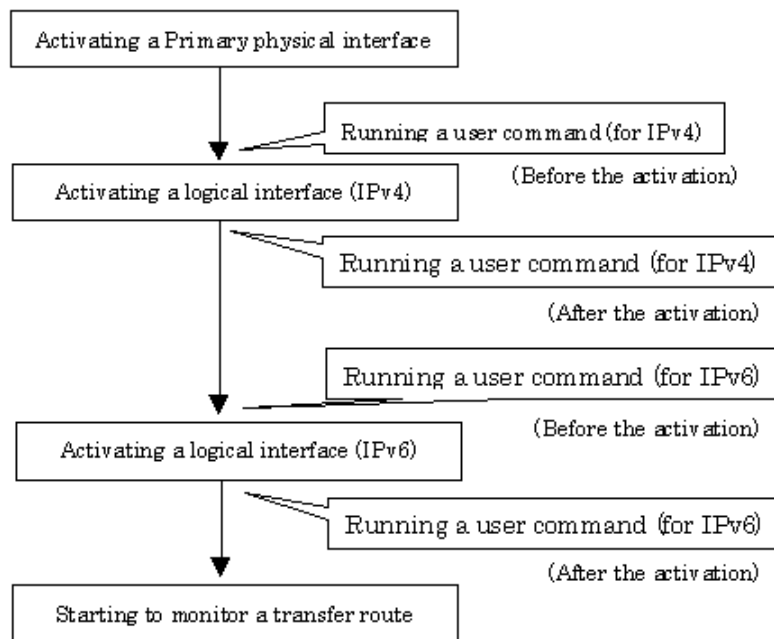 Activating a Primary physical interface
Running a user command (for IPv4)
(Before the activation)
Activating a logical interface (IPv4)
Running a user command (for IPv4)
(After the activation)
Running a user command (for IPv6)
(Before the activation)
Activating a logical interface (IPv6)
Running a user command (for IPv6)
(After the activation)
Starting to monitor a transfer route